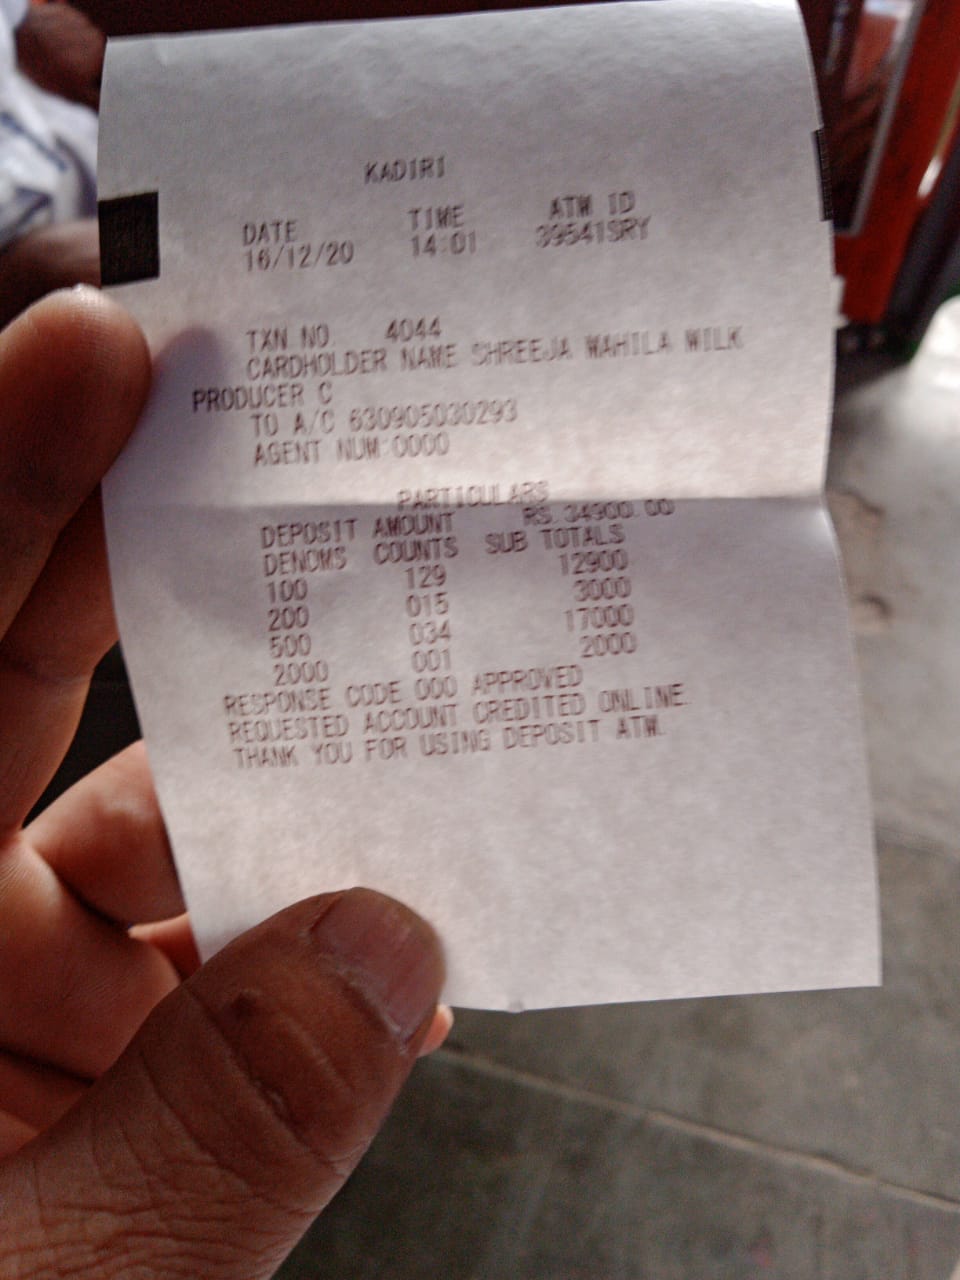 KADIRI
DATE TIME ATM ID
16/12/20 14:01 39541SRY
TXN NO. 4044
CARDHOLDER NAME SHREEJA MAHILA MILK
PRODUCER C
TO A/C 630905030293
AGENT NUM:0000
PARTICULARS
DEPOSIT AMOUNT RS.34900.00
DENOMS COUNTS SUB TOTALS
100 129 12900
200 015 3000
500 034 17000
2000 001 2000
RESPONSE CODE 000 APPROVED
REQUESTED ACCOUNT CREDITED ONLINE.
THANK YOU FOR USING DEPOSIT ATM.